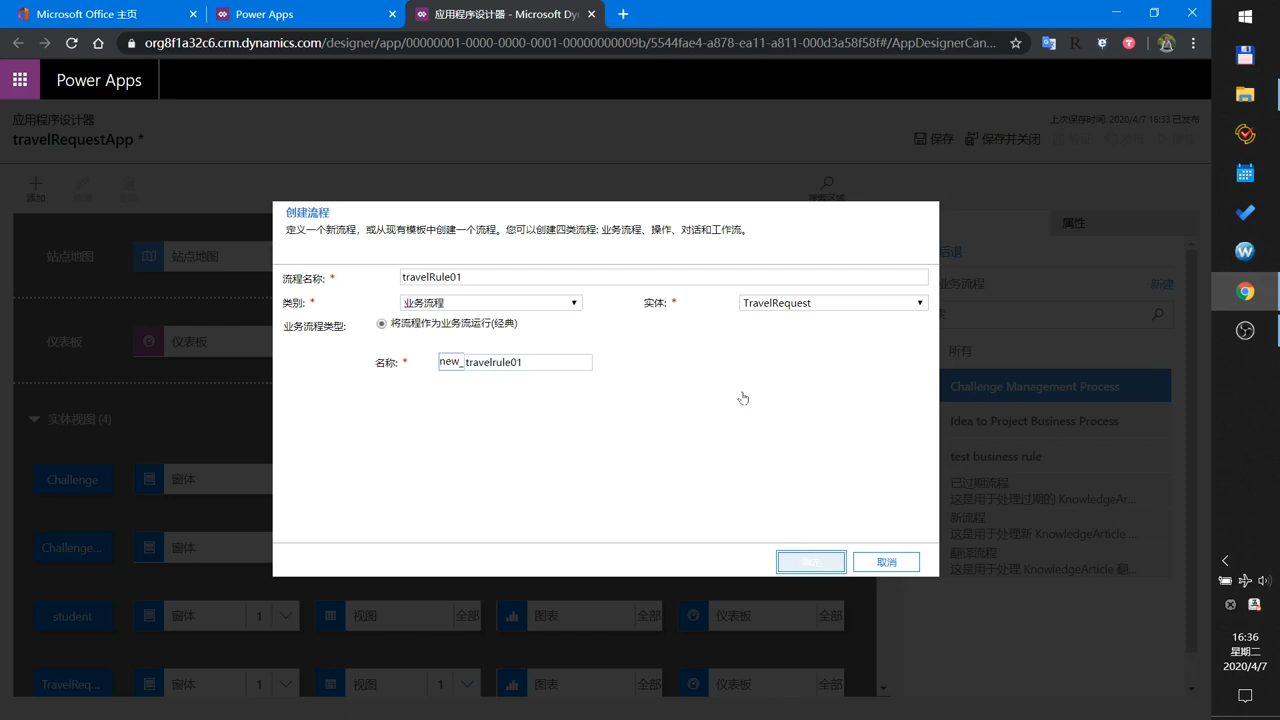 Microsoft Office 主页
Power Apps
应用程序设计器 - Microsoft Dy
org8f1a32c6.crm.dynamics.com/designer/app/00000001-0000-0000-0001-00000000009b/5544fae4-a878-ea11-a811-000d3a58f58f#/AppDesignerCan...
Power Apps
应用程序设计器
travelRequestApp *
上次保存时间: 2020/4/7 16:33 已发布
保存
保存并关闭
添加
搜索区域
创建流程
定义一个新流程，或从现有模板中创建一个流程。您可以创建四类流程: 业务流程、操作、对话和工作流。
流程名称: *
travelRule01
类别: *
业务流程
实体: *
TravelRequest
业务流程类型:
将流程作为业务流运行(经典)
名称: *
new_travelrule01
取消
站点地图
站点地图
仪表板
仪表板
实体视图 (4)
Challenge
窗体
Challenge...
窗体
student
窗体
1
视图
全部
图表
全部
仪表板
全部
TravelReq...
窗体
1
视图
1
图表
全部
仪表板
全部
属性
后退
业务流程
新建
所有
Challenge Management Process
Idea to Project Business Process
test business rule
已过期流程
这是用于处理过期的 KnowledgeAr...
新流程
这是用于处理新 KnowledgeArticle ...
翻译流程
这是用于处理 KnowledgeArticle 翻...
16:36
星期二
2020/4/7